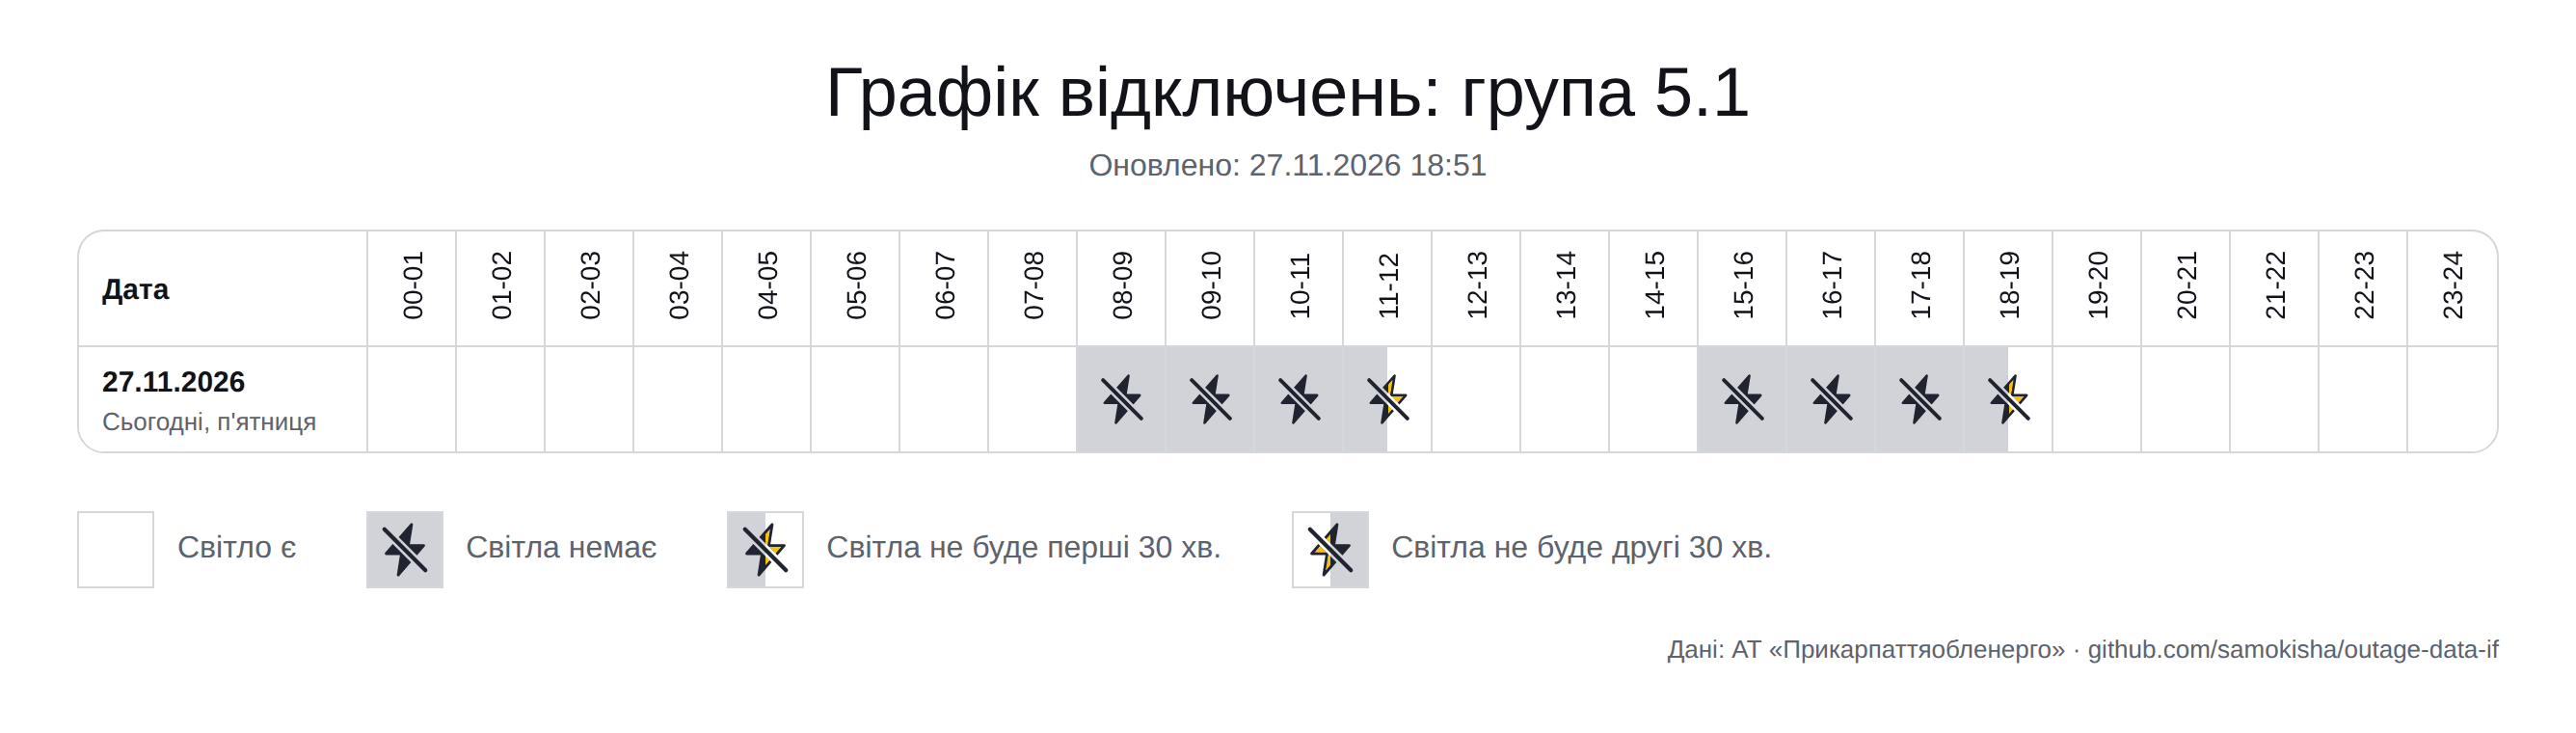 Графік відключень: група 5.1
Оновлено: 27.11.2026 18:51
Дата 00-01 01-02 02-03 03-04 04-05 05-06 06-07 07-08 08-09 09-10 10-11 11-12 12-13 13-14 14-15 15-16 16-17 17-18 18-19 19-20 20-21 21-22 22-23 23-24
27.11.2026
Сьогодні, п'ятниця
Світло є Світла немає Світла не буде перші 30 хв. Світла не буде другі 30 хв.
Дані: АТ «Прикарпаттяобленерго» · github.com/samokisha/outage-data-if